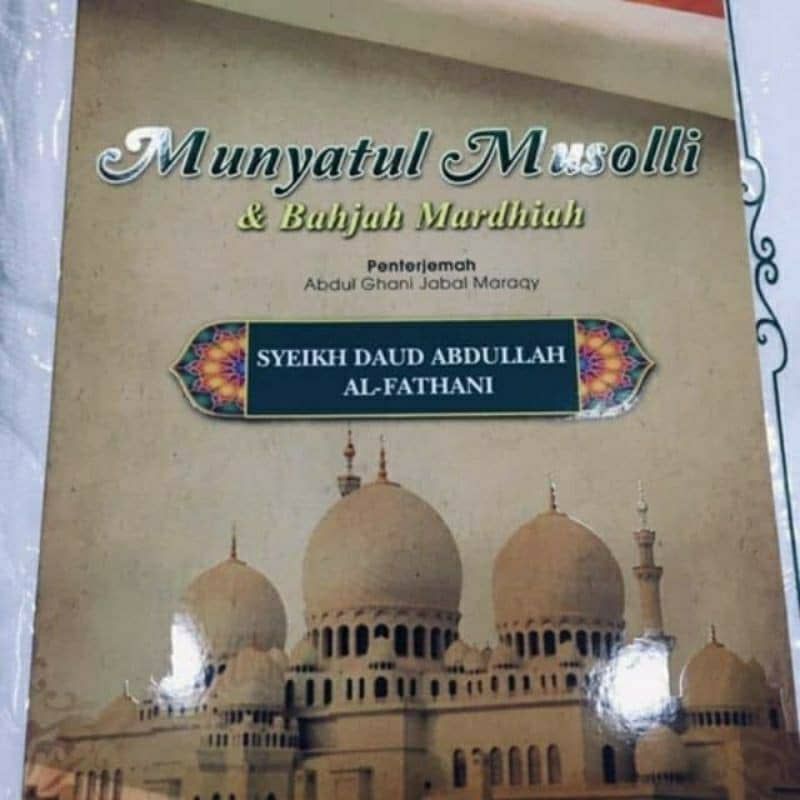 Munyatul Musolli
& Bahjah Mardhiah
Penterjemah
Abdul Ghani Jabal Maraqy
SYEIKH DAUD ABDULLAH
AL-FATHANI